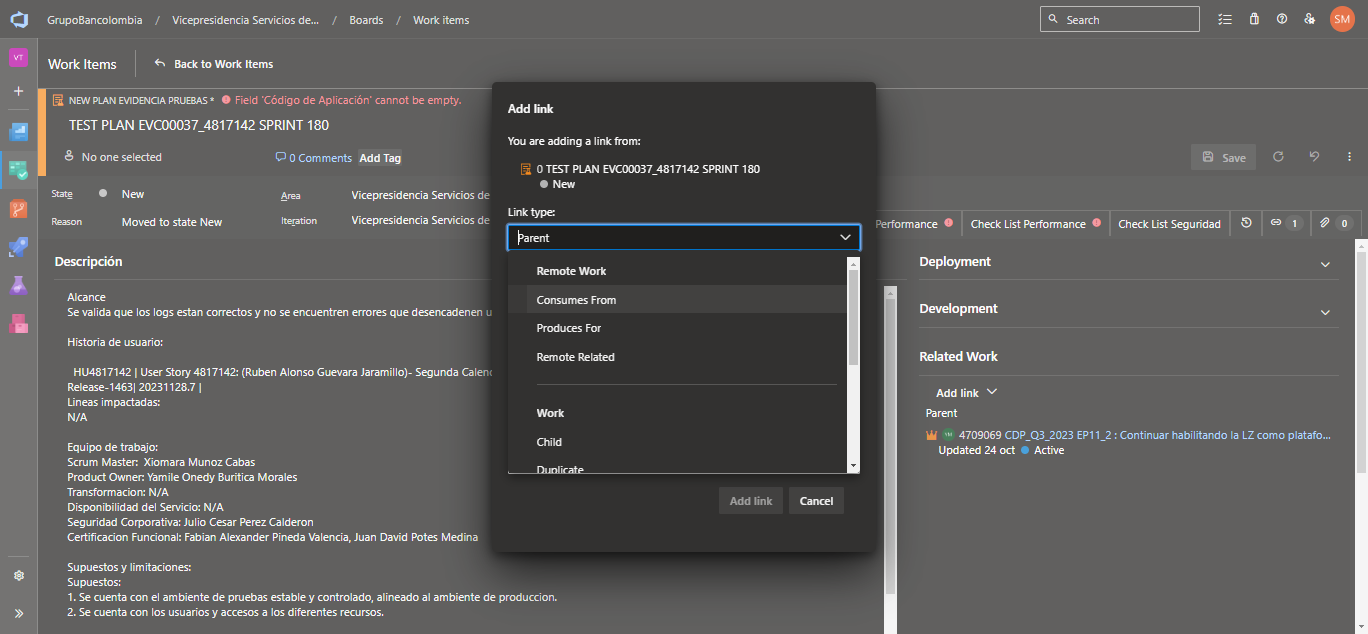 GrupoBancolombia / Vicepresidencia Servicios de... / Boards / Work items
Search
SM
VT
Work Items
Back to Work Items
NEW PLAN EVIDENCIA PRUEBAS * Field 'Código de Aplicación' cannot be empty.
TEST PLAN EVC00037_4817142 SPRINT 180
No one selected
0 Comments
Add Tag
Save
State
New
Area
Vicepresidencia Servicios de
Reason
Moved to state New
Iteration
Vicepresidencia Servicios de
Performance
Check List Performance
Check List Seguridad
1
0
Descripción
Alcance
Se valida que los logs estan correctos y no se encuentren errores que desencadenen u
Historia de usuario:
HU4817142 | User Story 4817142: (Ruben Alonso Guevara Jaramillo)- Segunda Calend
Release-1463| 20231128.7 |
Lineas impactadas:
N/A
Equipo de trabajo:
Scrum Master: Xiomara Munoz Cabas
Product Owner: Yamile Onedy Buritica Morales
Transformacion: N/A
Disponibilidad del Servicio: N/A
Seguridad Corporativa: Julio Cesar Perez Calderon
Certificacion Funcional: Fabian Alexander Pineda Valencia, Juan David Potes Medina
Supuestos y limitaciones:
Supuestos:
1. Se cuenta con el ambiente de pruebas estable y controlado, alineado al ambiente de produccion.
2. Se cuenta con los usuarios y accesos a los diferentes recursos.
Add link
You are adding a link from:
0 TEST PLAN EVC00037_4817142 SPRINT 180
New
Link type:
Parent
Remote Work
Consumes From
Produces For
Remote Related
Work
Child
Duplicate
Add link
Cancel
Deployment
Development
Related Work
Add link
Parent
YM 4709069 CDP_Q3_2023 EP11_2 : Continuar habilitando la LZ como platafo...
Updated 24 oct Active